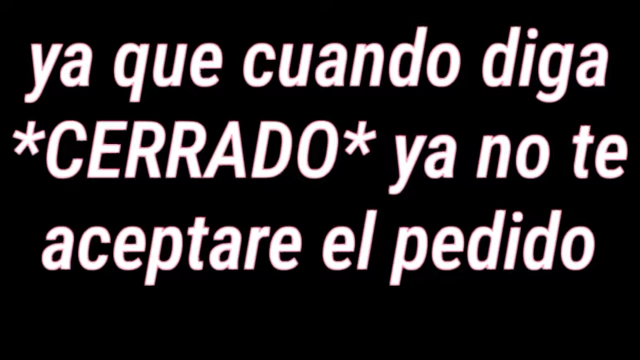 ya que cuando diga
*CERRADO* ya no te
aceptare el pedido